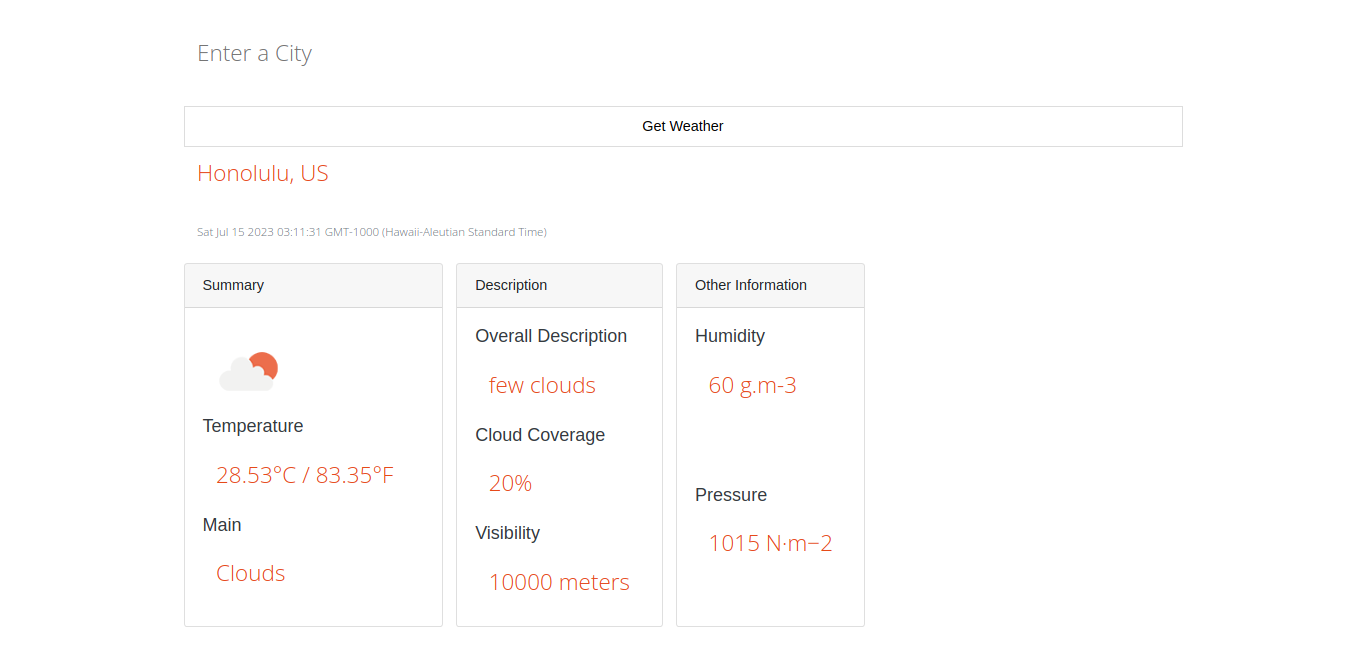 Enter a City
Get Weather
Honolulu, US
Sat Jul 15 2023 03:11:31 GMT-1000 (Hawaii-Aleutian Standard Time)
Summary
Temperature
28.53°C / 83.35°F
Main
Clouds
Description
Overall Description
few clouds
Cloud Coverage
20%
Visibility
10000 meters
Other Information
Humidity
60 g.m-3
Pressure
1015 N·m−2